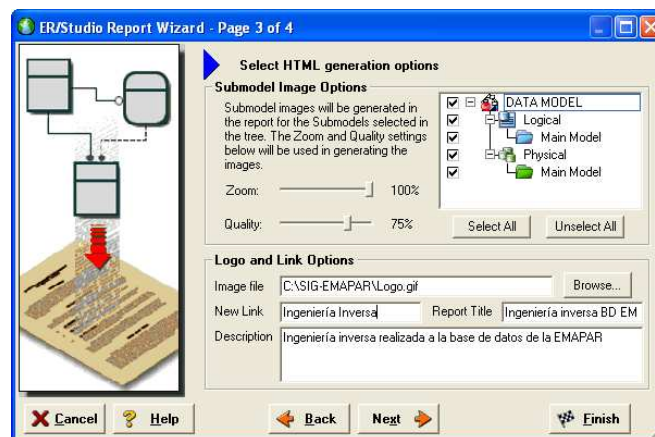 ER/Studio Report Wizard - Page 3 of 4
Select HTML generation options
Submodel Image Options
Submodel images will be generated in
the report for the Submodels selected in
the tree. The Zoom and Quality settings
below will be used in generating the
images.
Zoom: 100%
Quality: 75%
DATA MODEL
Logical
Main Model
Physical
Main Model
Select All Unselect All
Logo and Link Options
Image file C:\SIG-EMAPAR\Logo.gif Browse...
New Link Ingeniería Inversa Report Title Ingeniería inversa BD EM
Description Ingeniería inversa realizada a la base de datos de la EMAPAR
Cancel Help Back Next Finish